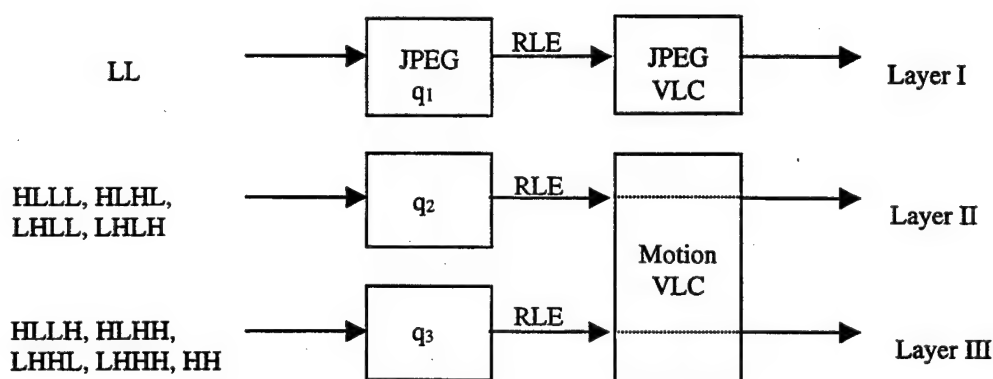 LL
JPEG
q1
RLE
JPEG
VLC
Layer I
HLLL, HLHL,
LHLL, LHLH
q2
RLE
Layer II
Motion
VLC
HLLH, HLHH,
LHHL, LHHH, HH
q3
RLE
Layer III